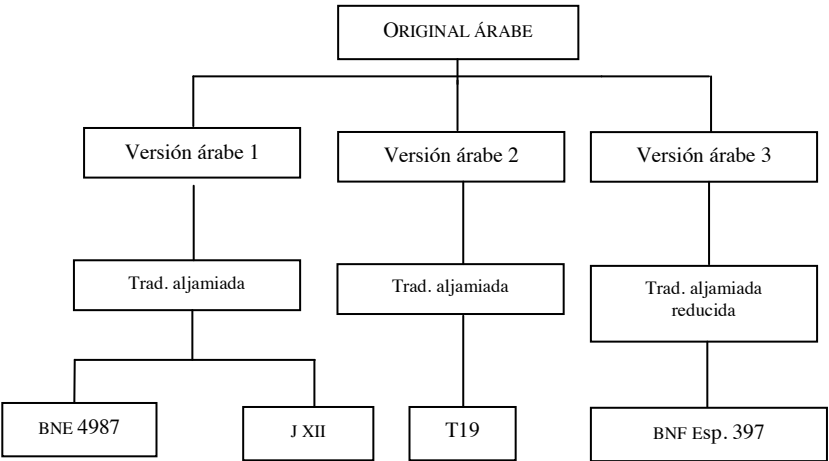 ORIGINAL ÁRABE
Versión árabe 1
Versión árabe 2
Versión árabe 3
Trad. aljamiada
Trad. aljamiada
Trad. aljamiada
reducida
BNE 4987
J XII
T19
BNF Esp. 397